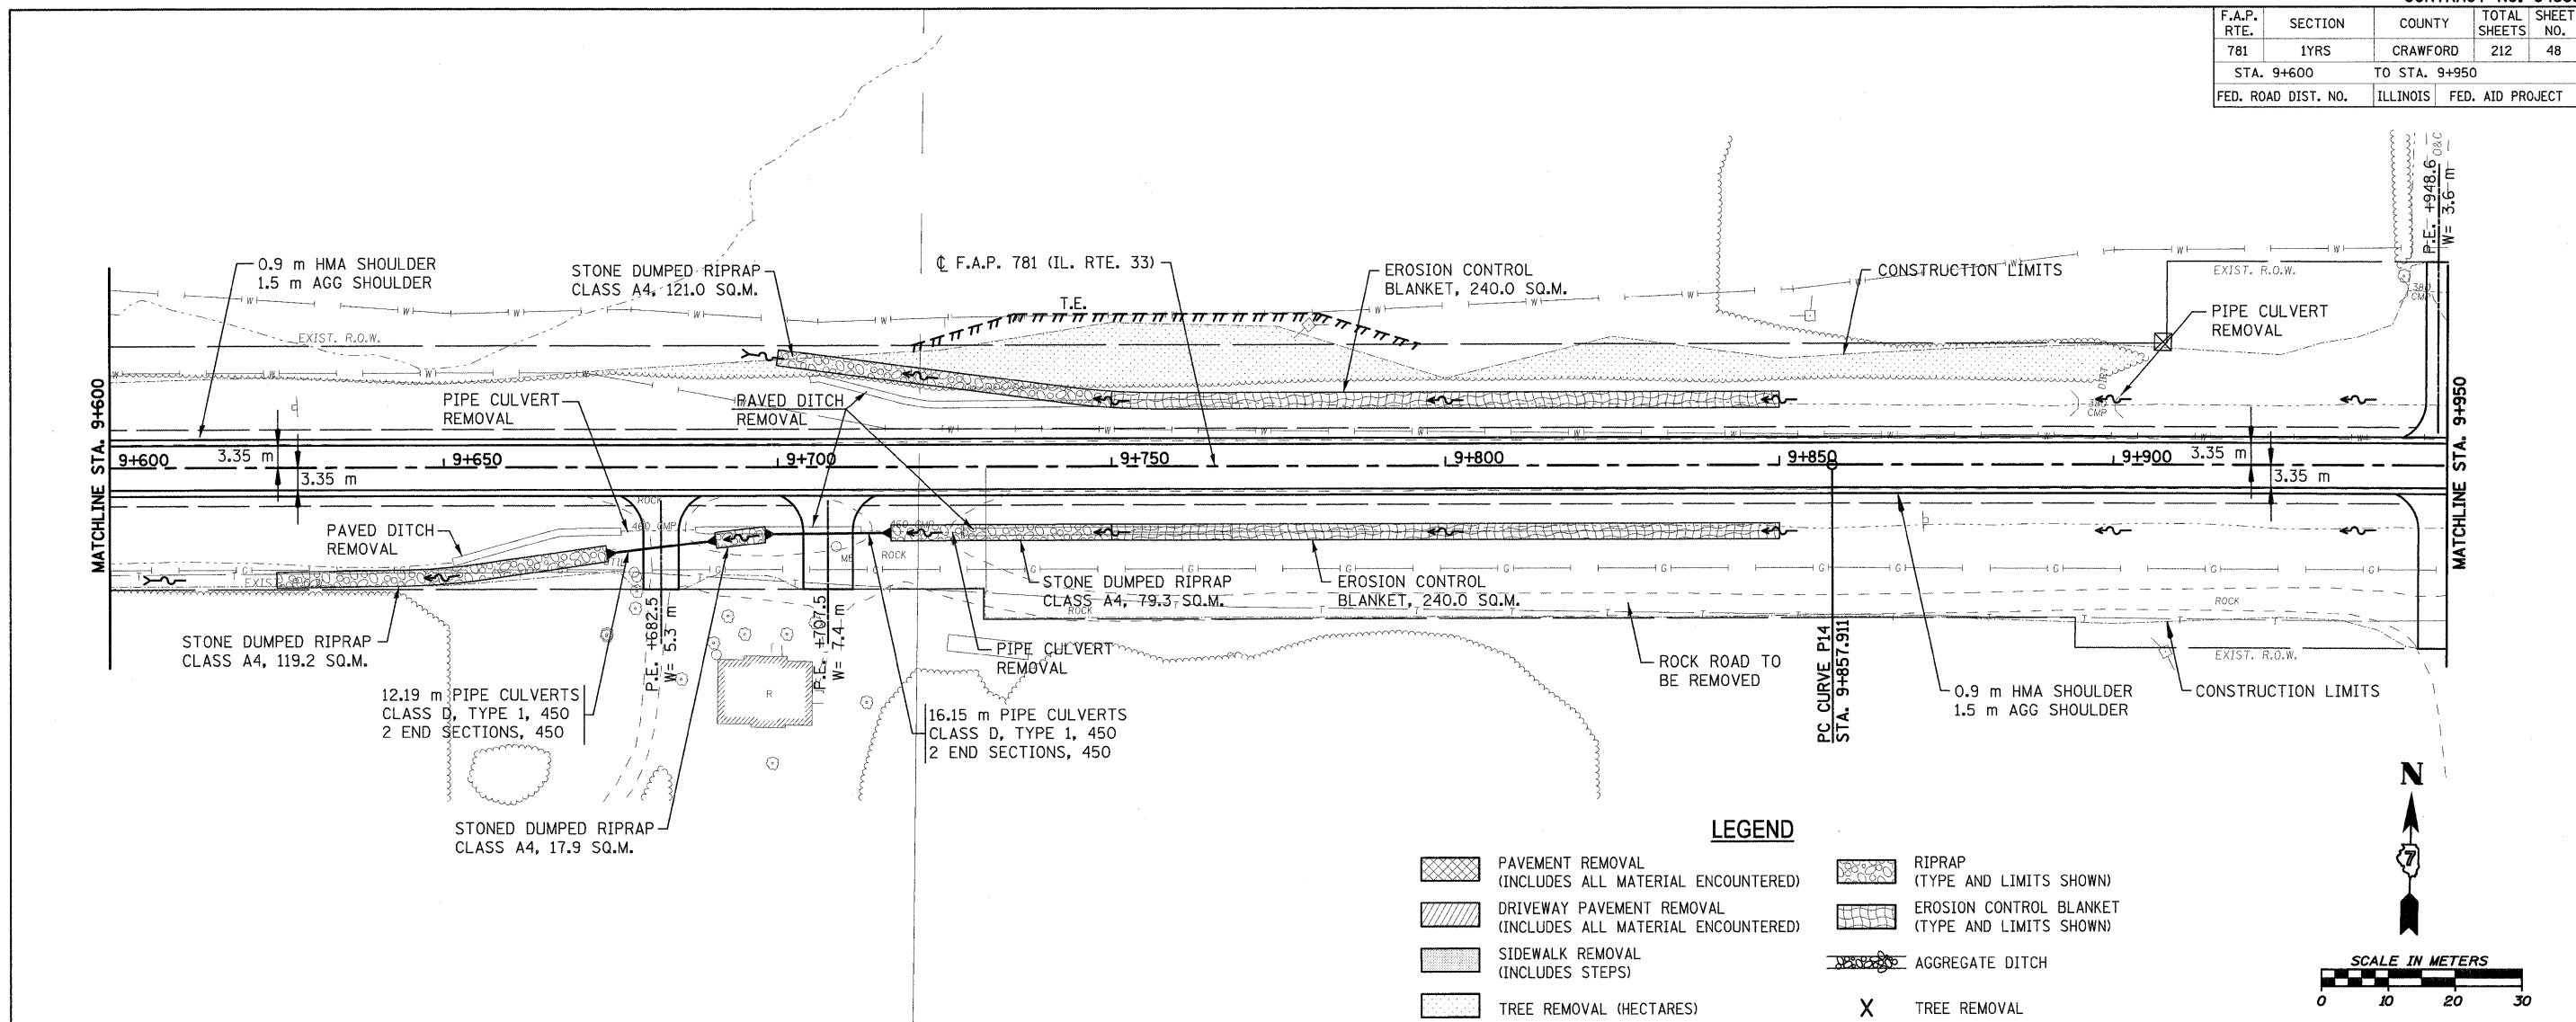 F.A.P. RTE.
SECTION
COUNTY
TOTAL SHEETS
SHEET NO.
781
1YRS
CRAWFORD
212
48
STA. 9+600 TO STA. 9+950
FED. ROAD DIST. NO.
ILLINOIS
FED. AID PROJECT
P.E. +948.6
W= 3.6 m
0.9 m HMA SHOULDER
1.5 m AGG SHOULDER
STONE DUMPED RIPRAP
CLASS A4, 121.0 SQ.M.
℄ F.A.P. 781 (IL. RTE. 33)
T.E.
EROSION CONTROL
BLANKET, 240.0 SQ.M.
CONSTRUCTION LIMITS
EXIST. R.O.W.
380
CMP
PIPE CULVERT
REMOVAL
EXIST. R.O.W.
MATCHLINE STA. 9+600
PIPE CULVERT
REMOVAL
PAVED DITCH
REMOVAL
DIRT
380
CMP
MATCHLINE STA. 9+950
9+600
9+650
9+700
9+750
9+800
9+850
9+900
3.35 m
3.35 m
3.35 m
3.35 m
ROCK
460 CMP
PAVED DITCH
REMOVAL
460 CMP
ROCK
STONE DUMPED RIPRAP
CLASS A4, 79.3 SQ.M.
ROCK
EROSION CONTROL
BLANKET, 240.0 SQ.M.
ROCK
STONE DUMPED RIPRAP
CLASS A4, 119.2 SQ.M.
P.E. +682.5
W= 5.3 m
P.E. +707.5
W= 7.4 m
PIPE CULVERT
REMOVAL
ROCK ROAD TO
BE REMOVED
PC CURVE P14
STA. 9+857.911
EXIST. R.O.W.
R
12.19 m PIPE CULVERTS
CLASS D, TYPE 1, 450
2 END SECTIONS, 450
16.15 m PIPE CULVERTS
CLASS D, TYPE 1, 450
2 END SECTIONS, 450
0.9 m HMA SHOULDER
1.5 m AGG SHOULDER
CONSTRUCTION LIMITS
STONED DUMPED RIPRAP
CLASS A4, 17.9 SQ.M.
N
7
LEGEND
PAVEMENT REMOVAL
(INCLUDES ALL MATERIAL ENCOUNTERED)
DRIVEWAY PAVEMENT REMOVAL
(INCLUDES ALL MATERIAL ENCOUNTERED)
SIDEWALK REMOVAL
(INCLUDES STEPS)
TREE REMOVAL (HECTARES)
RIPRAP
(TYPE AND LIMITS SHOWN)
EROSION CONTROL BLANKET
(TYPE AND LIMITS SHOWN)
AGGREGATE DITCH
X TREE REMOVAL
SCALE IN METERS
0 10 20 30